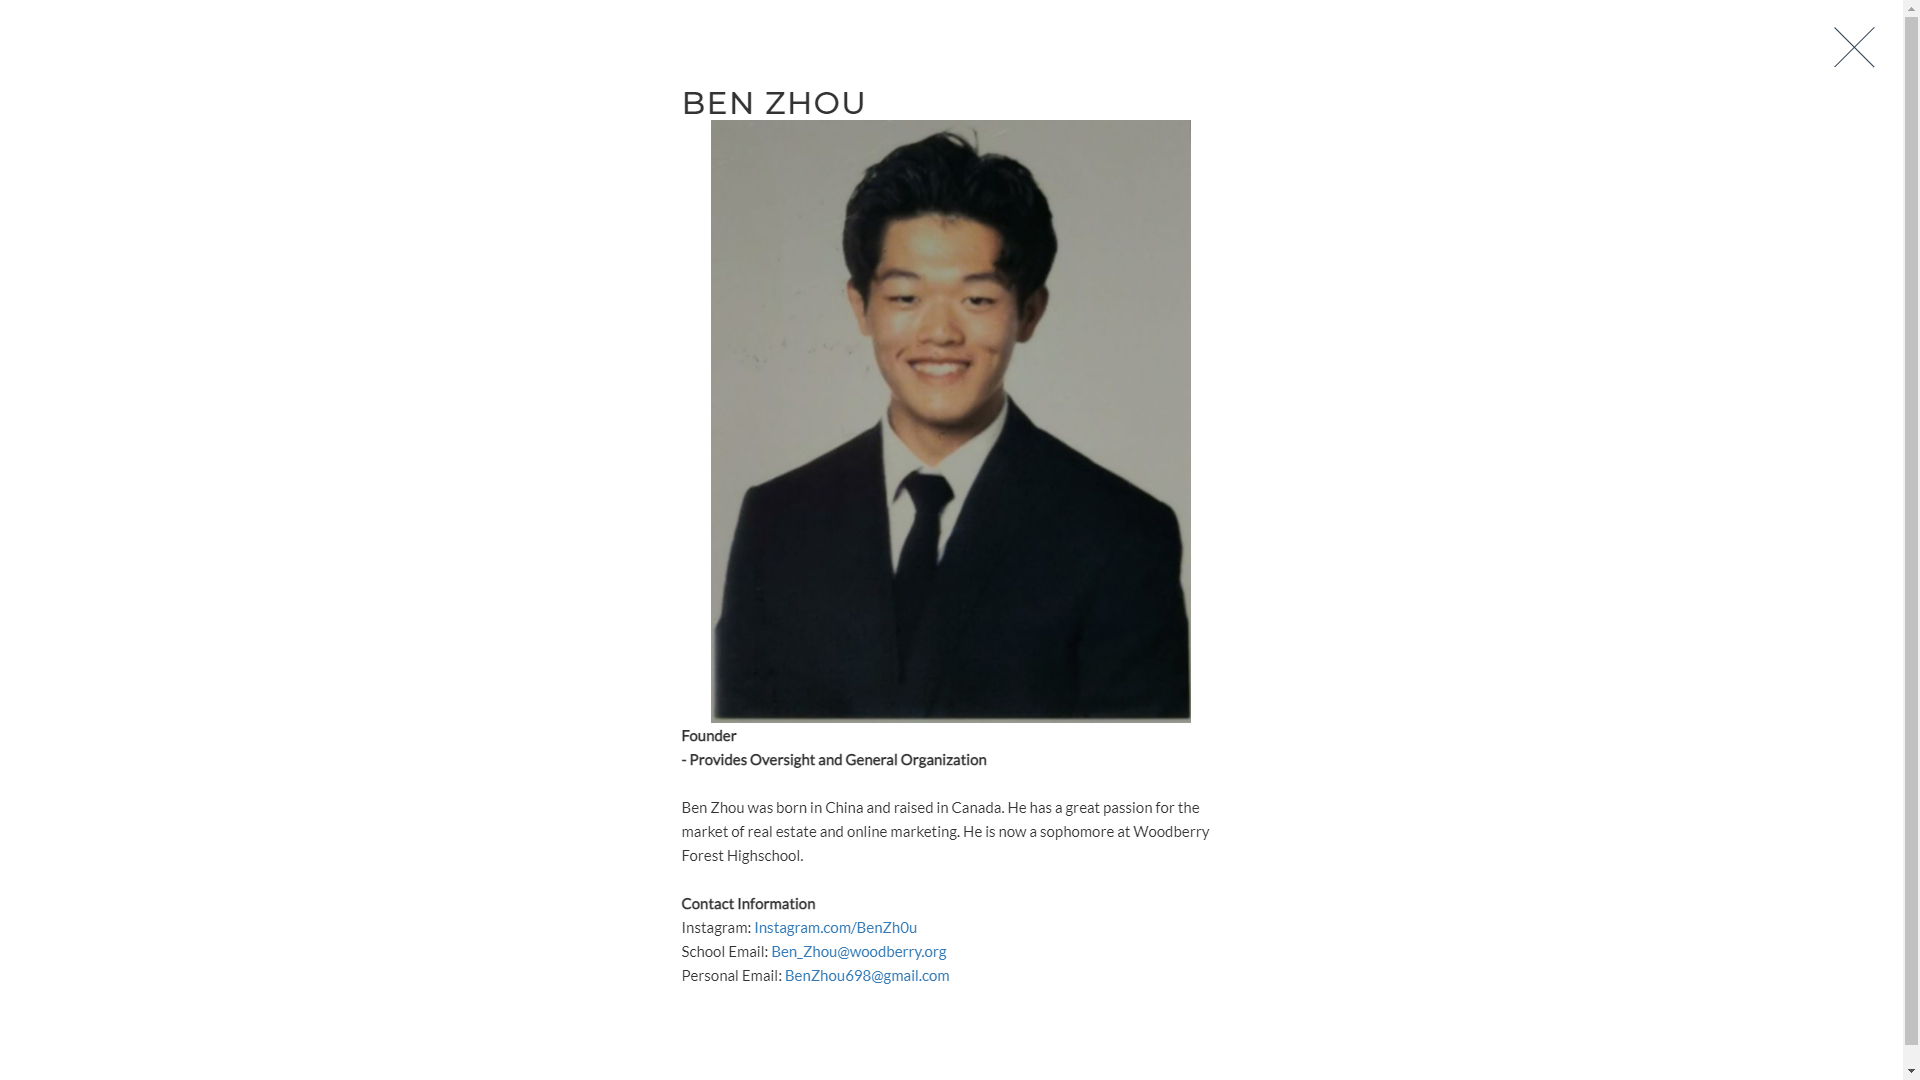 BEN ZHOU
Founder
- Provides Oversight and General Organization
Ben Zhou was born in China and raised in Canada. He has a great passion for the
market of real estate and online marketing. He is now a sophomore at Woodberry
Forest Highschool.
Contact Information
Instagram: Instagram.com/BenZh0u
School Email: Ben_Zhou@woodberry.org
Personal Email: BenZhou698@gmail.com